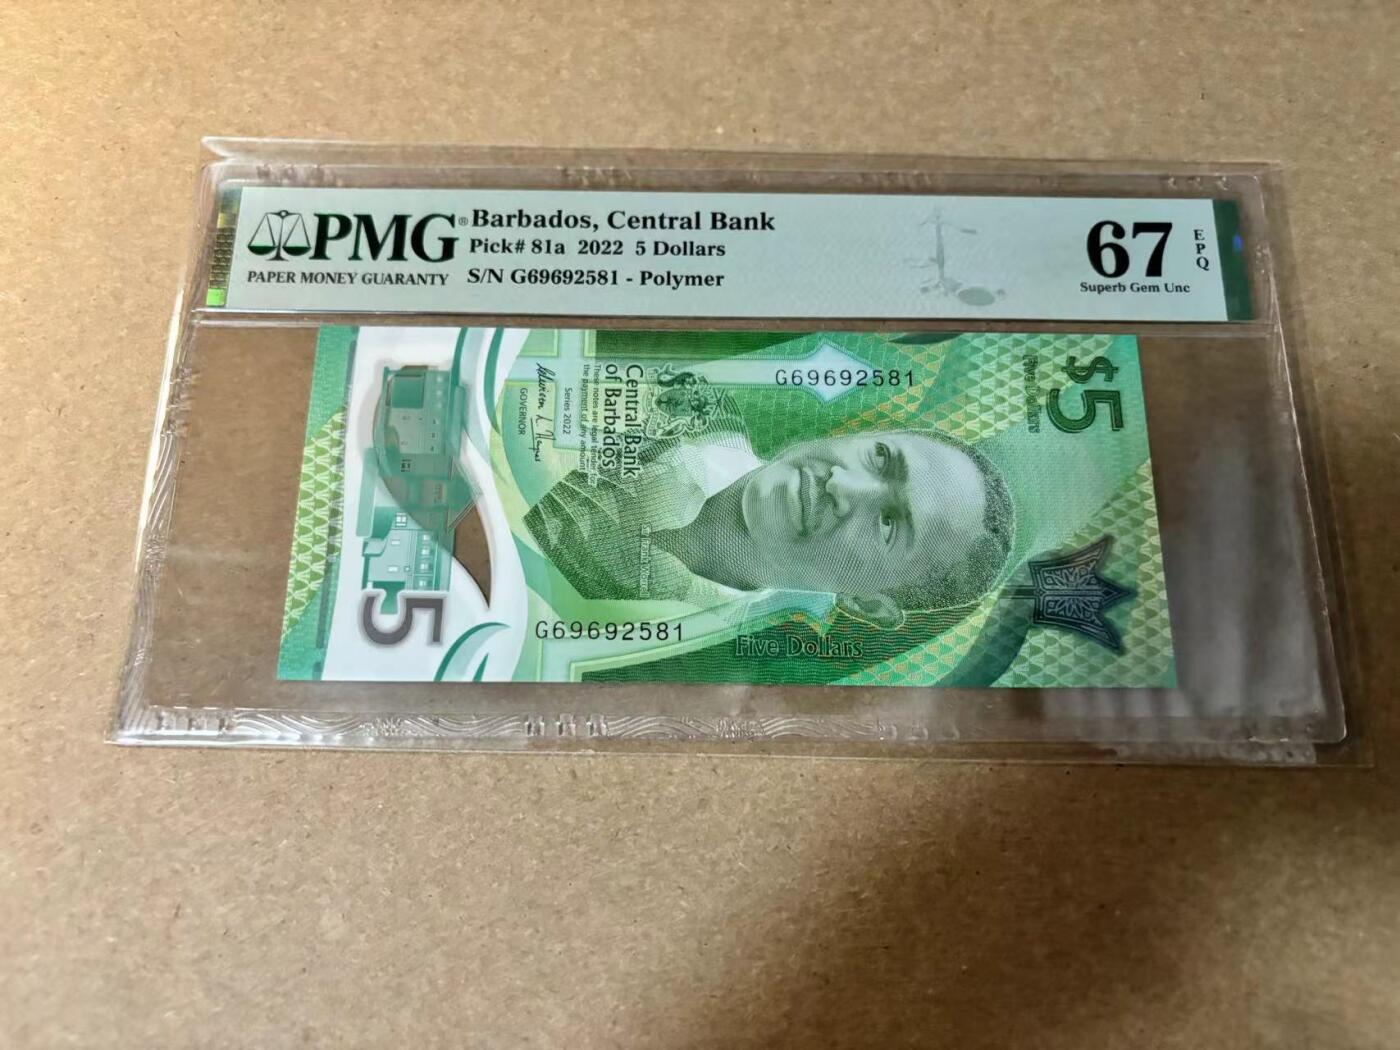 PMG®
PAPER MONEY GUARANTY
Barbados, Central Bank
Pick# 81a 2022 5 Dollars
S/N G69692581 - Polymer
67
EPQ
Superb Gem Unc
$5
Five Dollars
G69692581
Central Bank
of Barbados
These notes are legal tender for
the payment of any amount
Series 2022
GOVERNOR
5
G69692581
Five Dollars